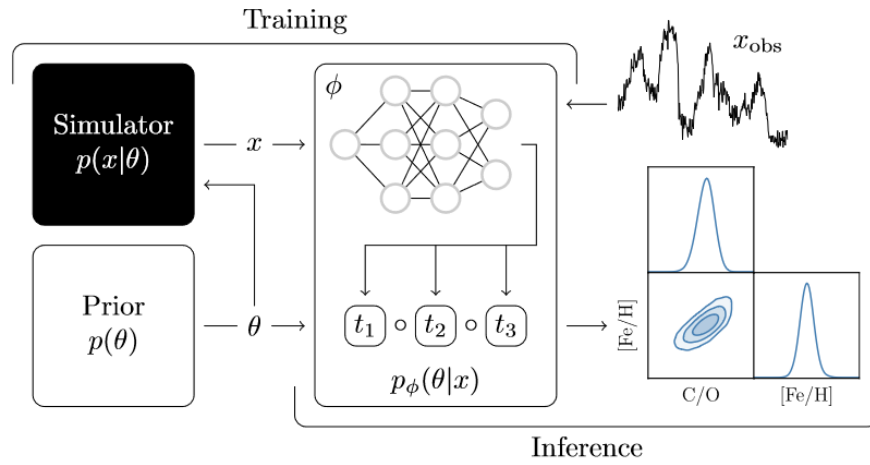 Training
Simulator
p(x|θ)
x
ϕ
x_obs
Prior
p(θ)
θ
t_1 ∘ t_2 ∘ t_3
p_ϕ(θ|x)
[Fe/H]
C/O
[Fe/H]
Inference